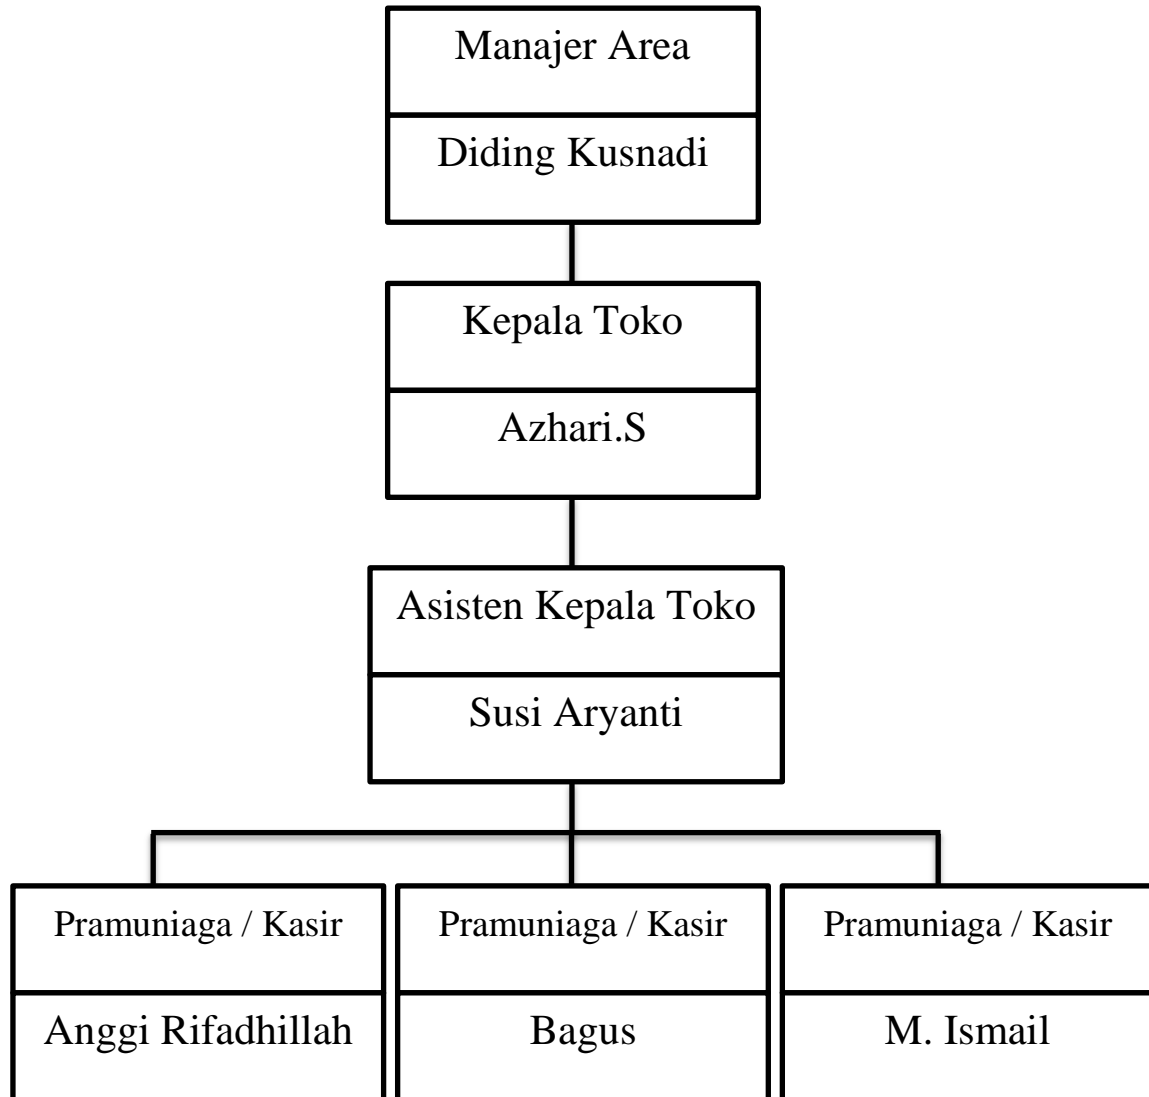 Manajer Area
Diding Kusnadi
Kepala Toko
Azhari.S
Asisten Kepala Toko
Susi Aryanti
Pramuniaga / Kasir
Anggi Rifadhillah
Pramuniaga / Kasir
Bagus
Pramuniaga / Kasir
M. Ismail